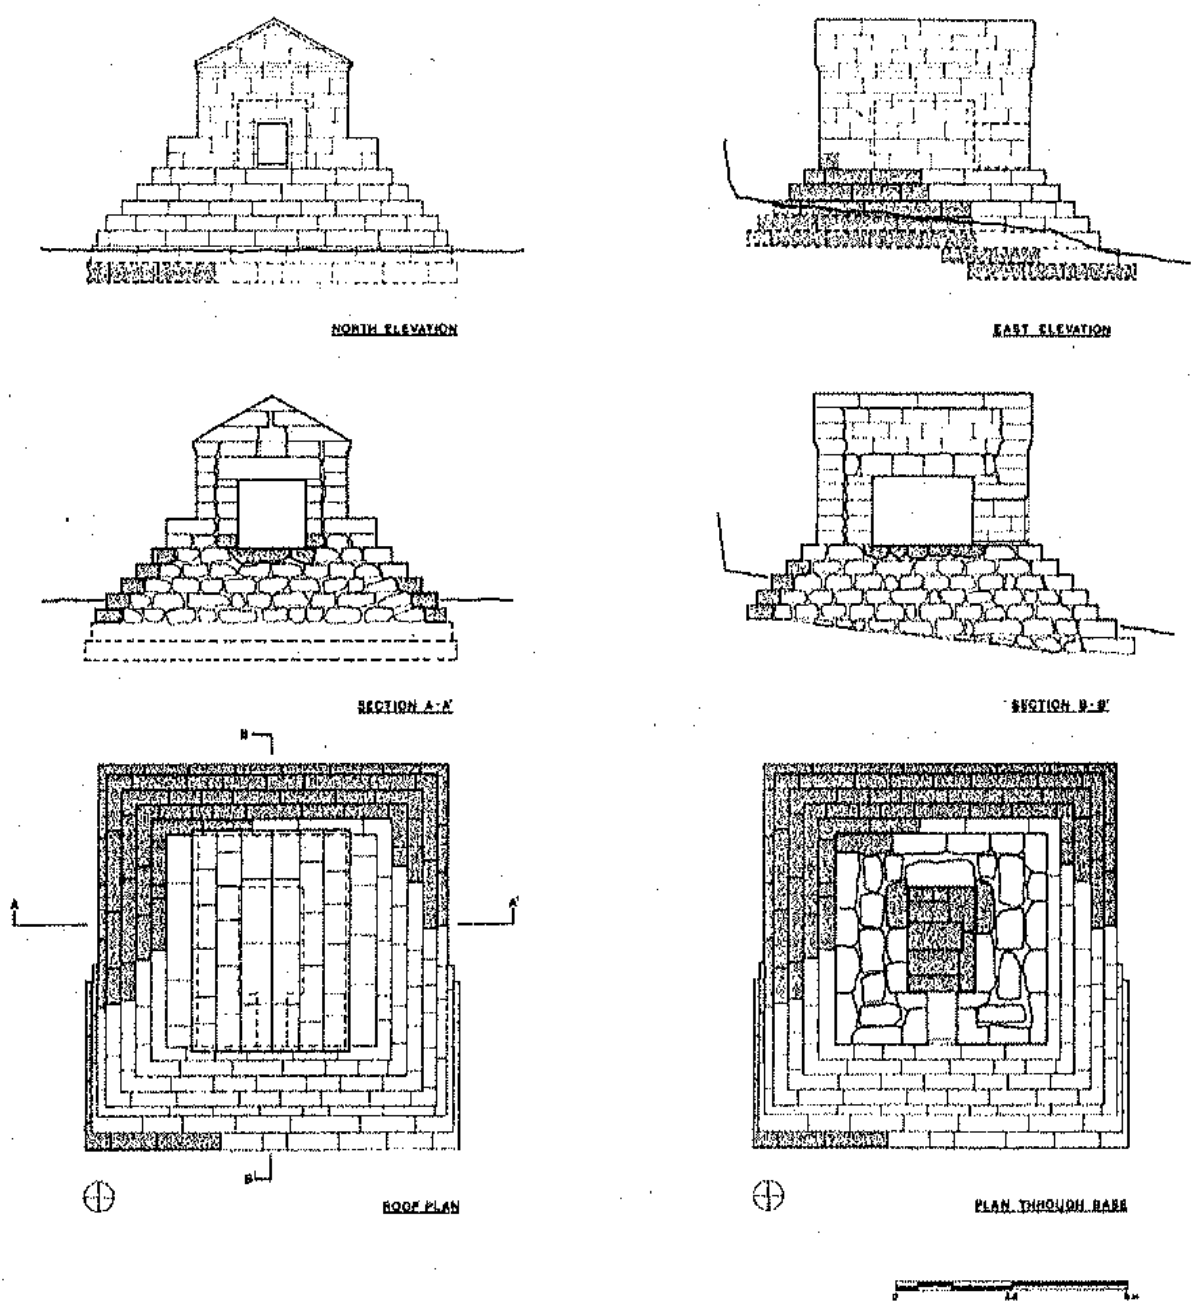 NORTH ELEVATION
EAST ELEVATION
SECTION A-A'
SECTION B-B'
B
A
A'
B'
ROOF PLAN
PLAN THROUGH BASE
0